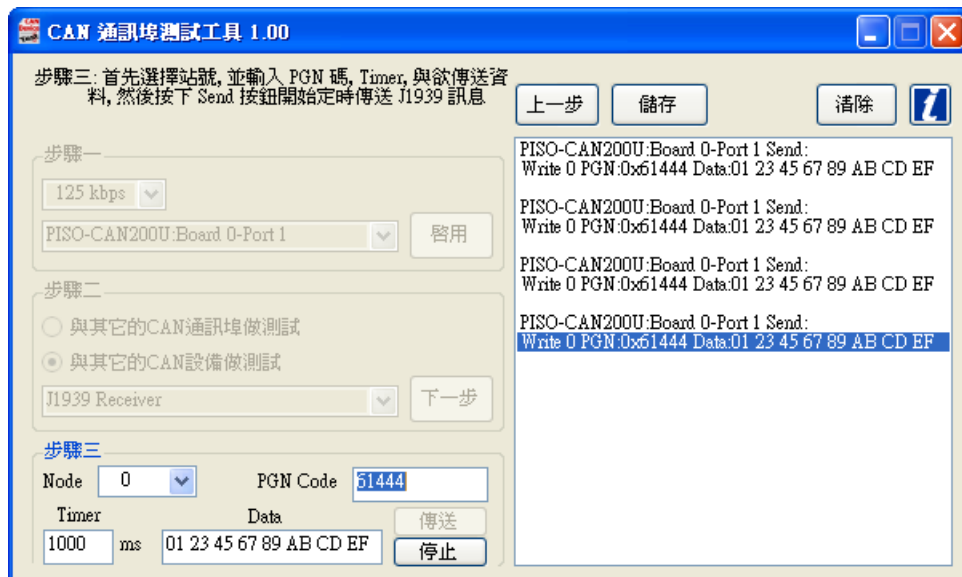 CAN 通訊埠測試工具 1.00
步驟三: 首先選擇站號, 並輸入 PGN 碼, Timer, 與欲傳送資
料, 然後按下 Send 按鈕開始定時傳送 J1939 訊息
上一步
儲存
清除
步驟一
125 kbps
PISO-CAN200U:Board 0-Port 1
啓用
步驟二
與其它的CAN通訊埠做測試
與其它的CAN設備做測試
J1939 Receiver
下一步
步驟三
Node 0 PGN Code 61444
Timer Data 傳送
1000 ms 01 23 45 67 89 AB CD EF 停止
PISO-CAN200U:Board 0-Port 1 Send:
Write 0 PGN:0x61444 Data:01 23 45 67 89 AB CD EF
PISO-CAN200U:Board 0-Port 1 Send:
Write 0 PGN:0x61444 Data:01 23 45 67 89 AB CD EF
PISO-CAN200U:Board 0-Port 1 Send:
Write 0 PGN:0x61444 Data:01 23 45 67 89 AB CD EF
PISO-CAN200U:Board 0-Port 1 Send:
Write 0 PGN:0x61444 Data:01 23 45 67 89 AB CD EF